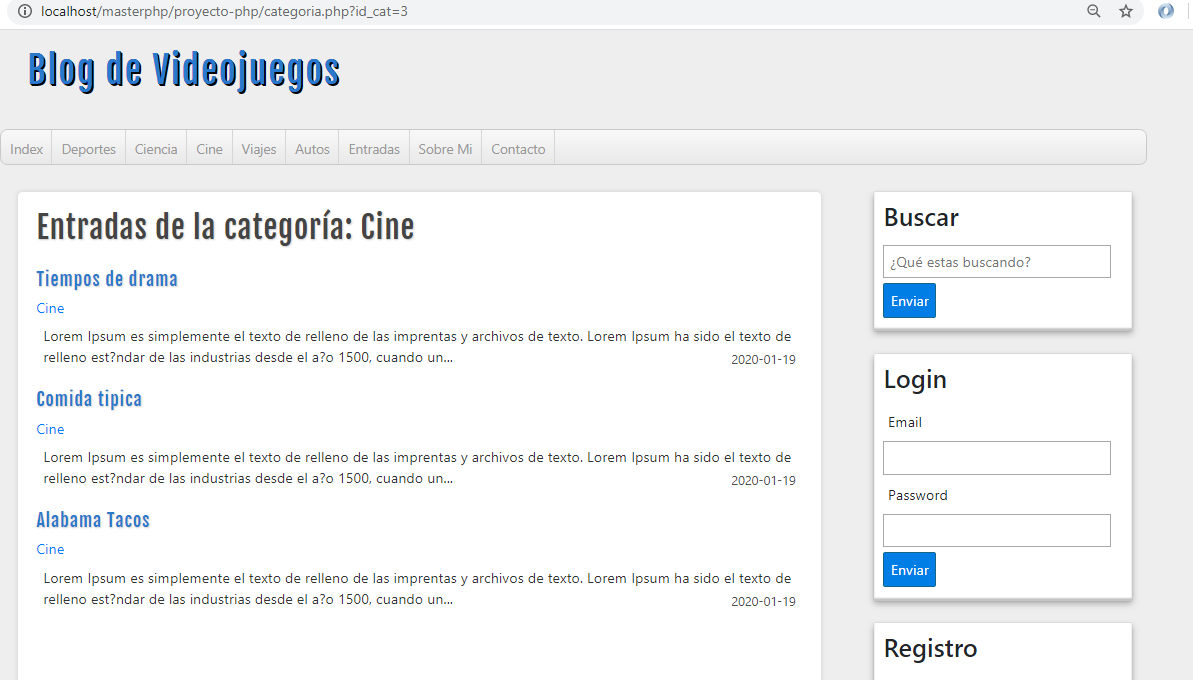 localhost/masterphp/proyecto-php/categoria.php?id_cat=3
Blog de Videojuegos
Index Deportes Ciencia Cine Viajes Autos Entradas Sobre Mi Contacto
Entradas de la categoría: Cine
Tiempos de drama
Cine
Lorem Ipsum es simplemente el texto de relleno de las imprentas y archivos de texto. Lorem Ipsum ha sido el texto de
relleno est?ndar de las industrias desde el a?o 1500, cuando un...
2020-01-19
Comida tipica
Cine
Lorem Ipsum es simplemente el texto de relleno de las imprentas y archivos de texto. Lorem Ipsum ha sido el texto de
relleno est?ndar de las industrias desde el a?o 1500, cuando un...
2020-01-19
Alabama Tacos
Cine
Lorem Ipsum es simplemente el texto de relleno de las imprentas y archivos de texto. Lorem Ipsum ha sido el texto de
relleno est?ndar de las industrias desde el a?o 1500, cuando un...
2020-01-19
Buscar
¿Qué estas buscando?
Enviar
Login
Email
Password
Enviar
Registro